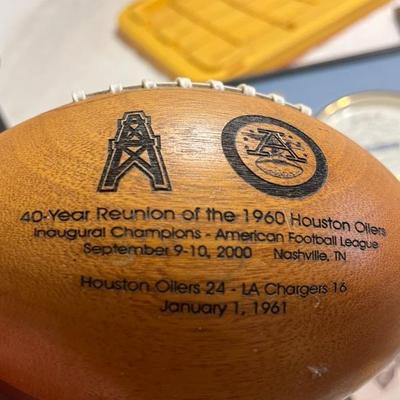 A
40-Year Reunion of the 1960 Houston Oilers
Inaugural Champions - American Football League
September 9-10, 2000 Nashville, TN
Houston Oilers 24 - LA Chargers 16
January 1, 1961